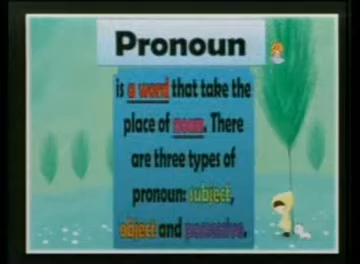 Pronoun
is a word that take the
place of noun. There
are three types of
pronoun: subject,
object and possessive.